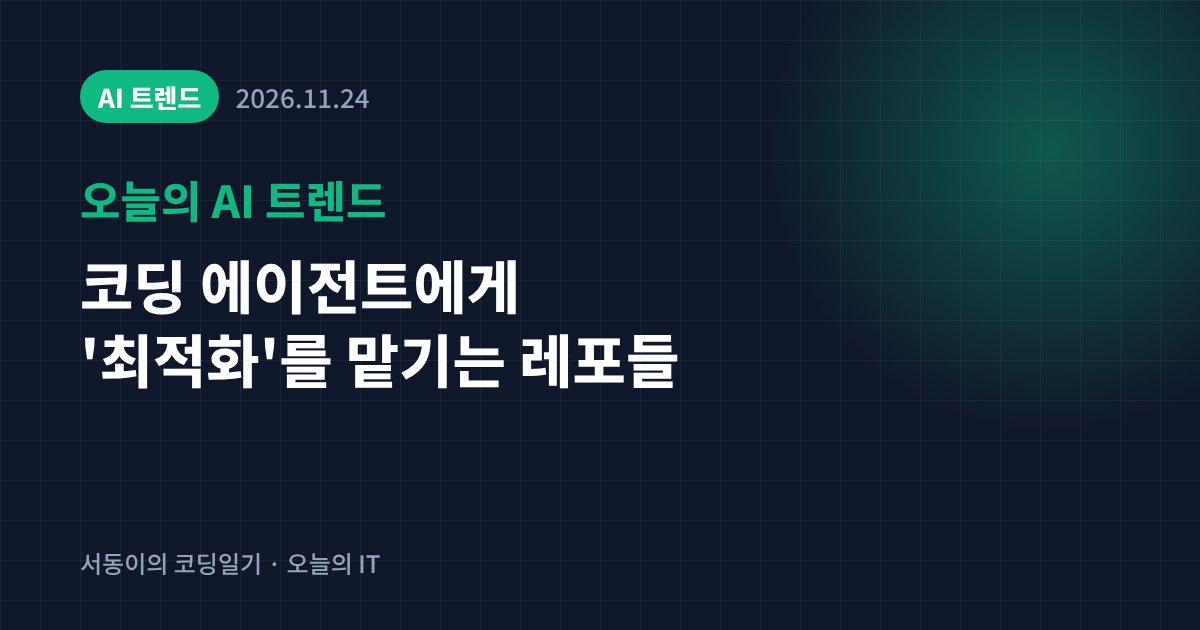 AI 트렌드 2026.11.24
오늘의 AI 트렌드
코딩 에이전트에게
'최적화'를 맡기는 레포들
서동이의 코딩일기 · 오늘의 IT